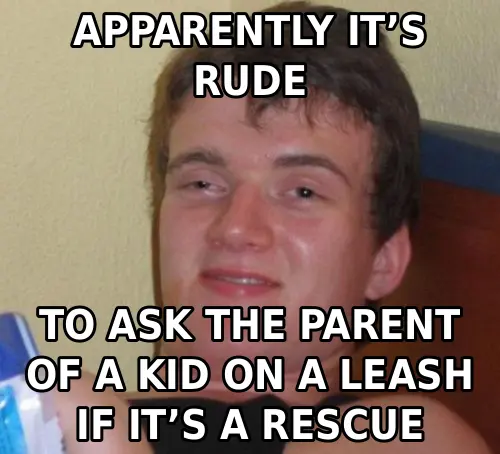 APPARENTLY IT’S
RUDE
TO ASK THE PARENT
OF A KID ON A LEASH
IF IT’S A RESCUE